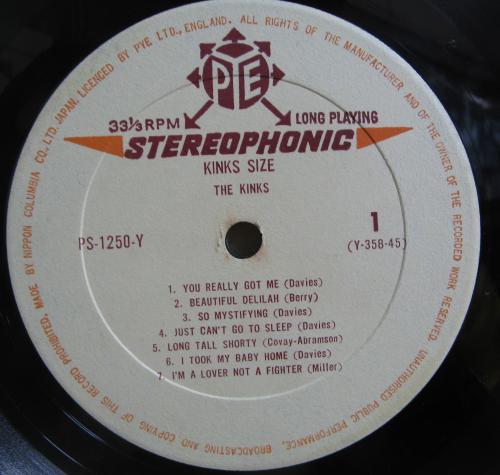 MADE BY NIPPON COLUMBIA CO., LTD. JAPAN. LICENCED BY PYE LTD., ENGLAND. ALL RIGHTS OF THE MANUFACTURER AND OF THE OWNER OF THE RECORDED WORK RESERVED. UNAUTHORISED PUBLIC PERFORMANCE, BROADCASTING AND COPYING OF THIS RECORD PROHIBITED.
PYE
33⅓ RPM
LONG PLAYING
STEREOPHONIC
KINKS SIZE
THE KINKS
PS-1250-Y
1
(Y-358-45)
1. YOU REALLY GOT ME (Davies)
2. BEAUTIFUL DELILAH (Berry)
3. SO MYSTIFYING (Davies)
4. JUST CAN'T GO TO SLEEP (Davies)
5. LONG TALL SHORTY (Covay-Abramson)
6. I TOOK MY BABY HOME (Davies)
7. I'M A LOVER NOT A FIGHTER (Miller)